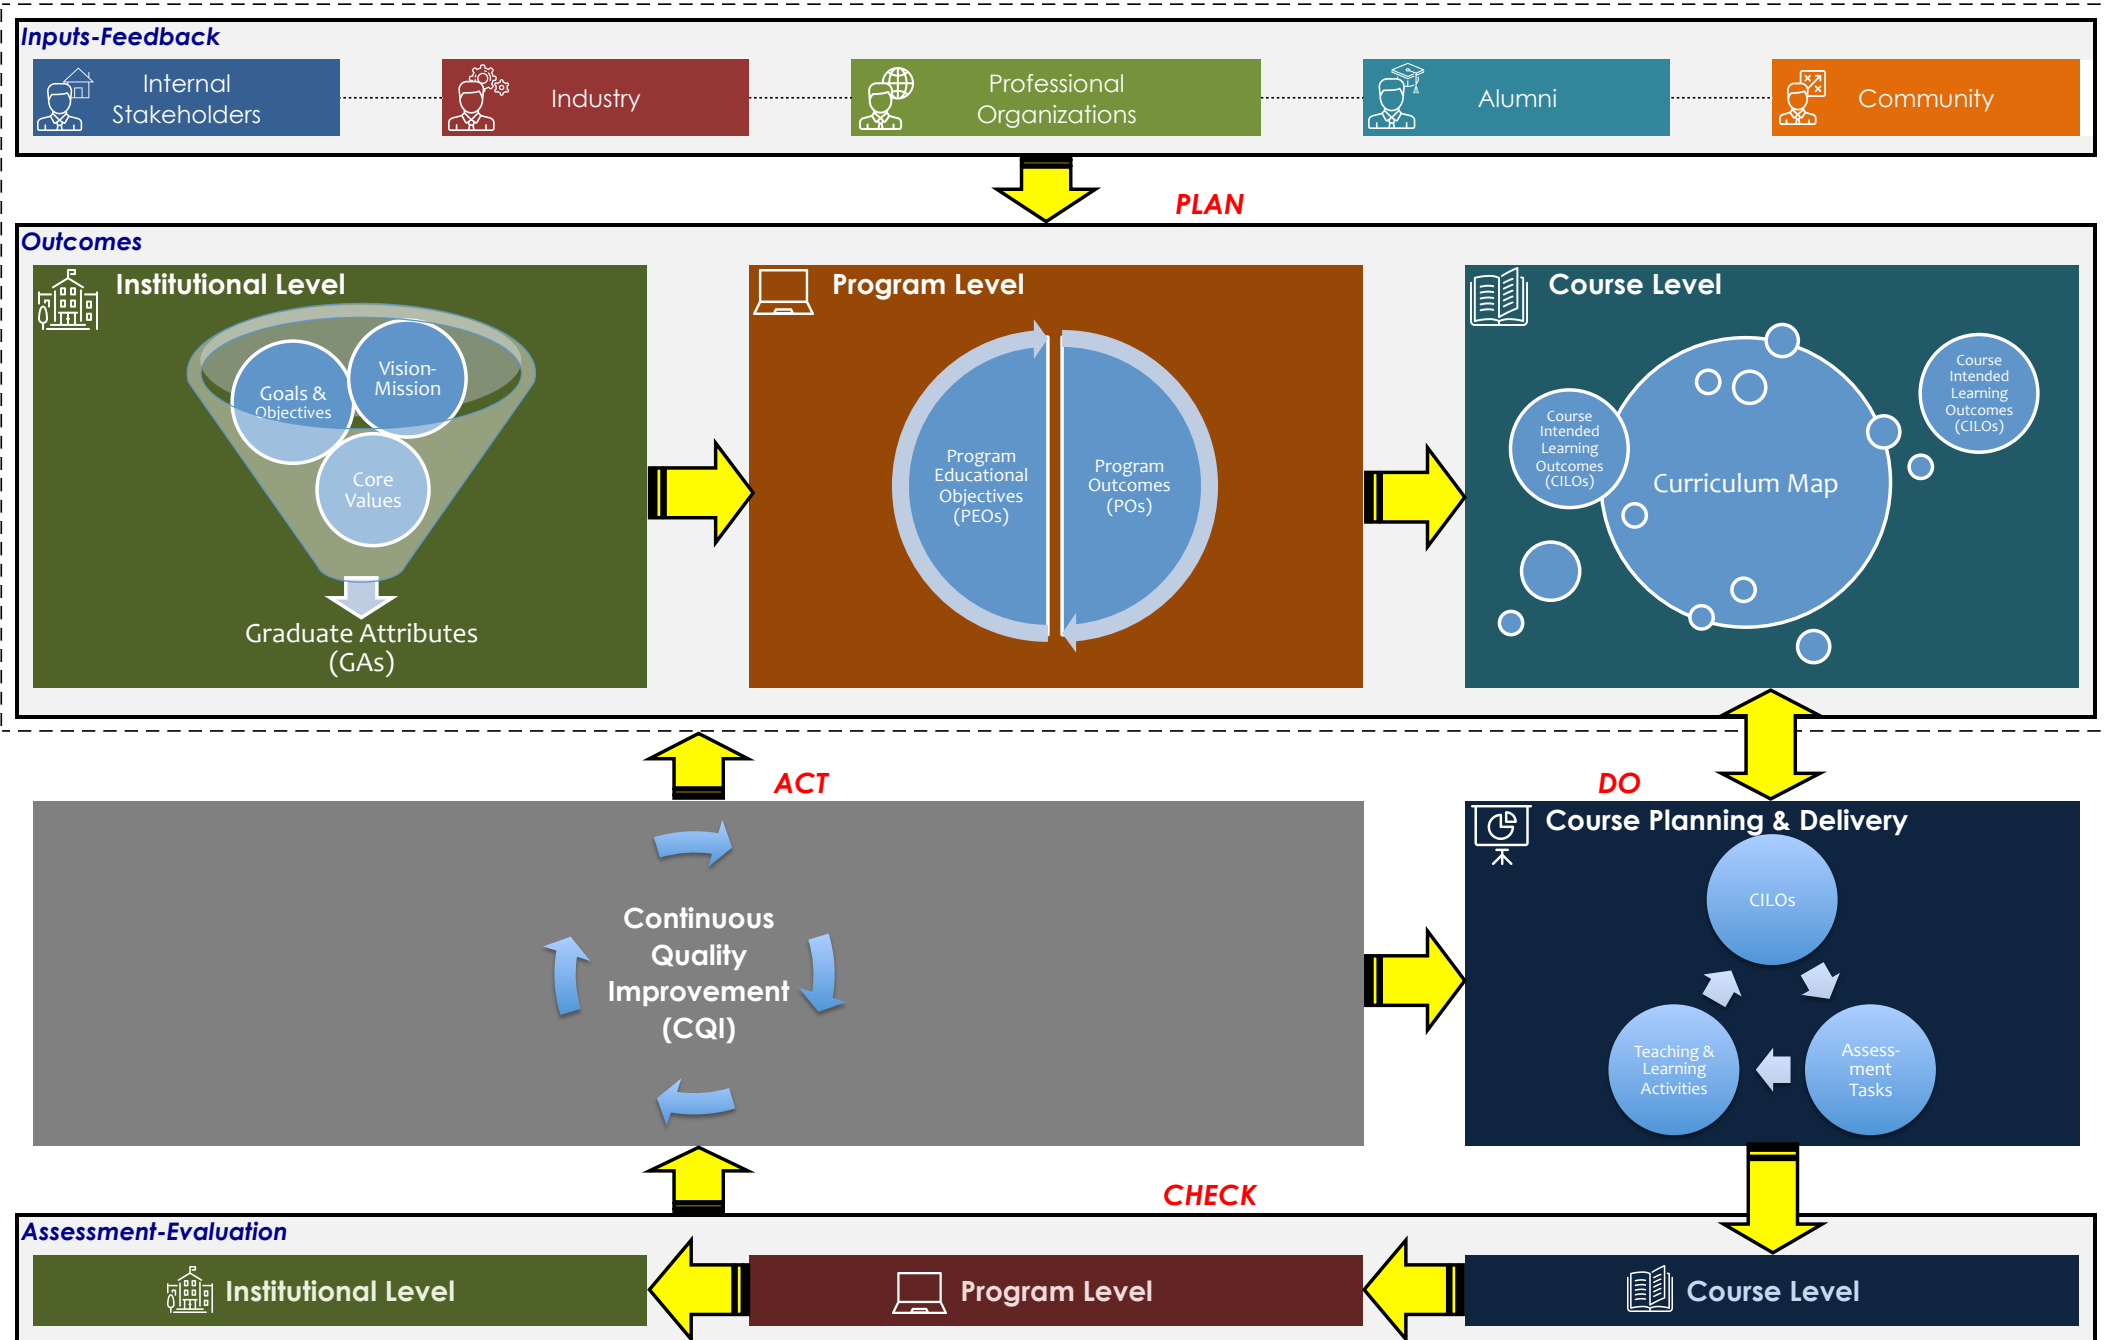 Inputs-Feedback
Internal
Stakeholders
Industry
Professional
Organizations
Alumni
Community
PLAN
Outcomes
Institutional Level
Goals &
Objectives
Vision-
Mission
Core
Values
Graduate Attributes
(GAs)
Program Level
Program
Educational
Objectives
(PEOs)
Program
Outcomes
(POs)
Course Level
Course
Intended
Learning
Outcomes
(CILOs)
Curriculum Map
Course
Intended
Learning
Outcomes
(CILOs)
ACT
DO
Continuous
Quality
Improvement
(CQI)
Course Planning & Delivery
CILOs
Teaching &
Learning
Activities
Assess-
ment
Tasks
CHECK
Assessment-Evaluation
Institutional Level
Program Level
Course Level